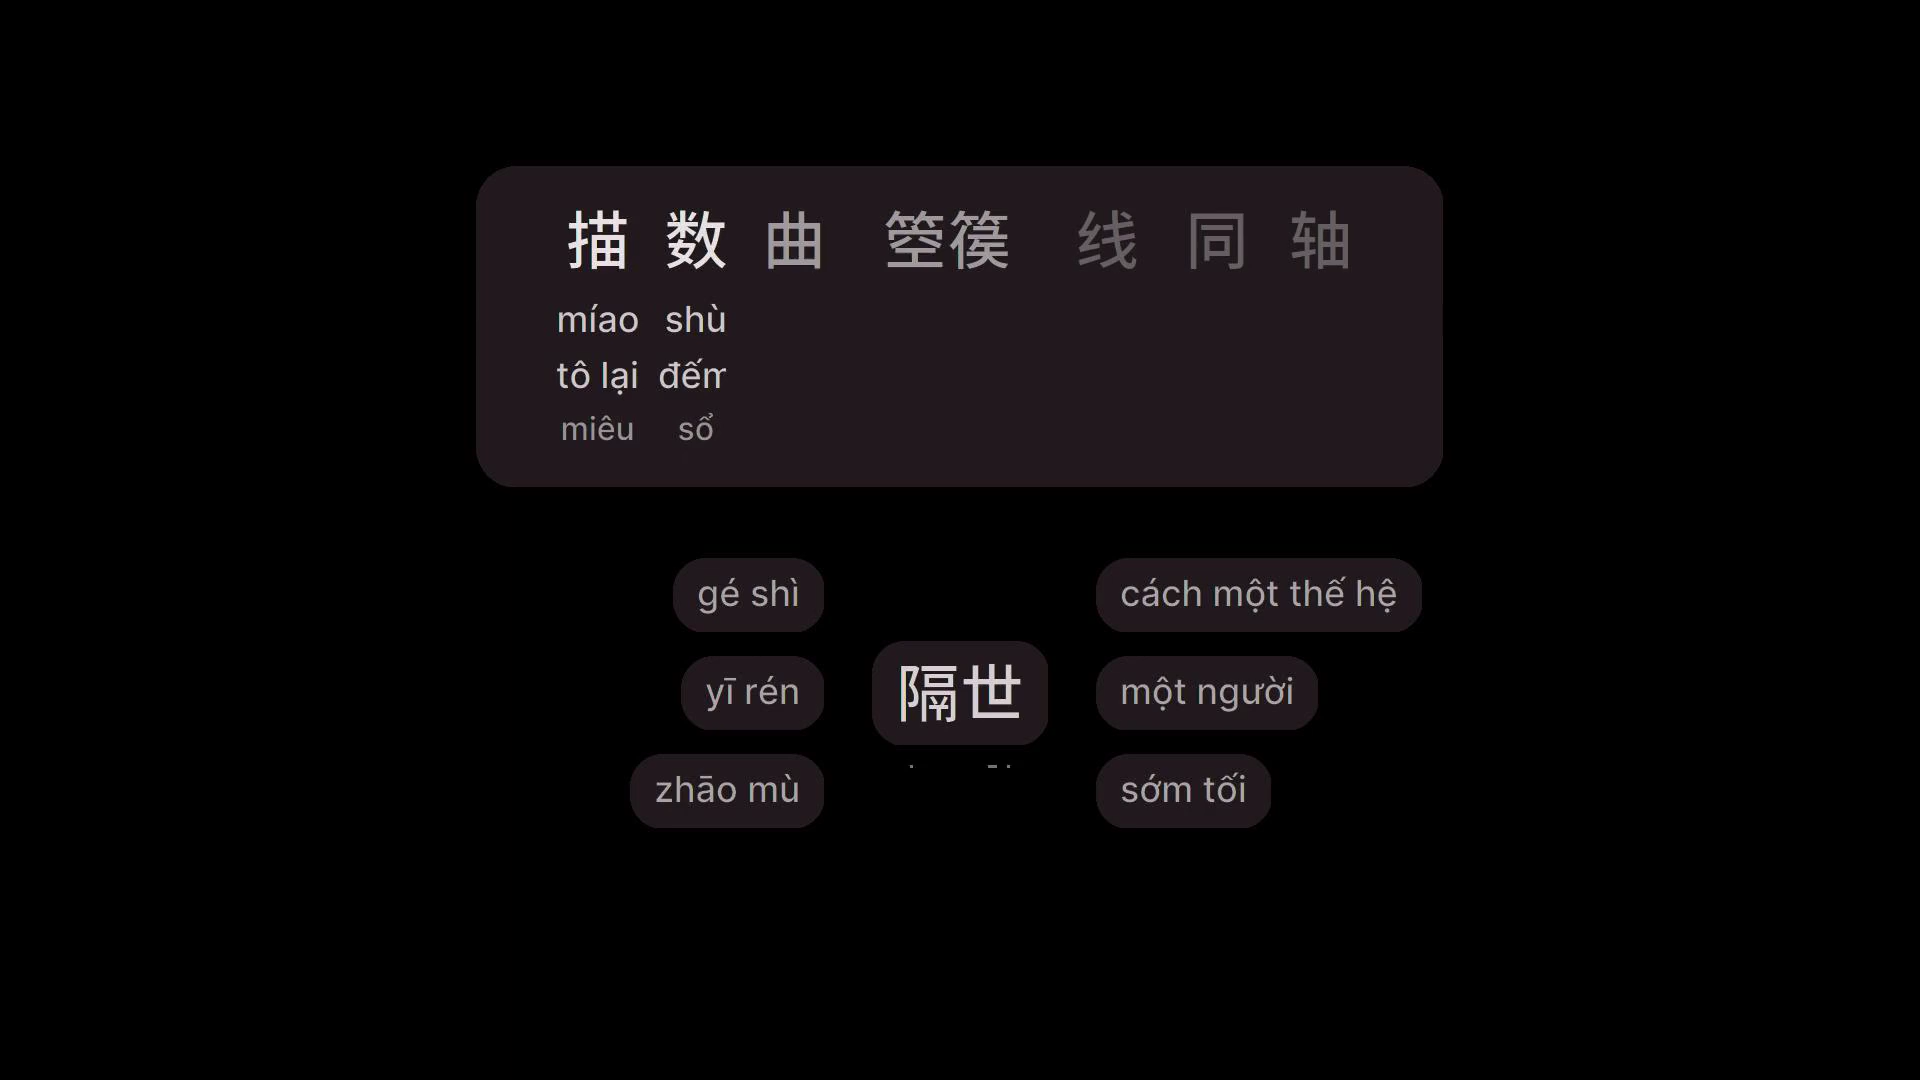 描 数 曲 箜篌 线 同 轴
míao shù
tô lại đếm
miêu sổ
gé shì
yī rén
zhāo mù
隔世
cách một thế hệ
một người
sớm tối